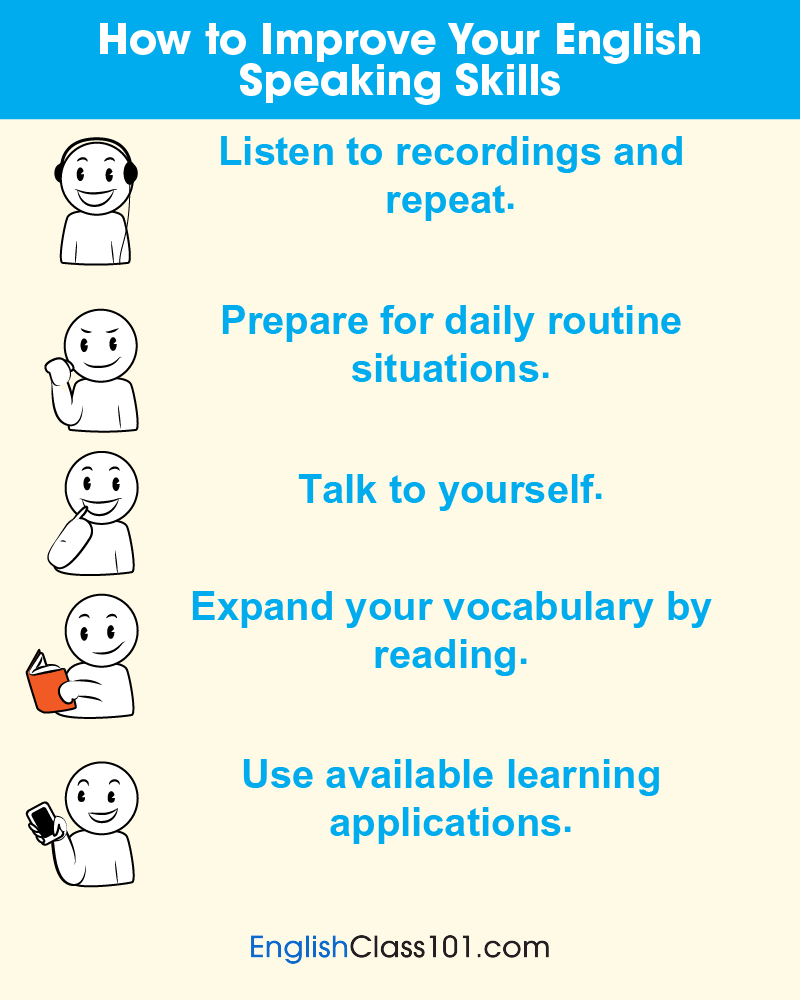 How to Improve Your English
Speaking Skills
Listen to recordings and
repeat.
Prepare for daily routine
situations.
Talk to yourself.
Expand your vocabulary by
reading.
Use available learning
applications.
EnglishClass101.com